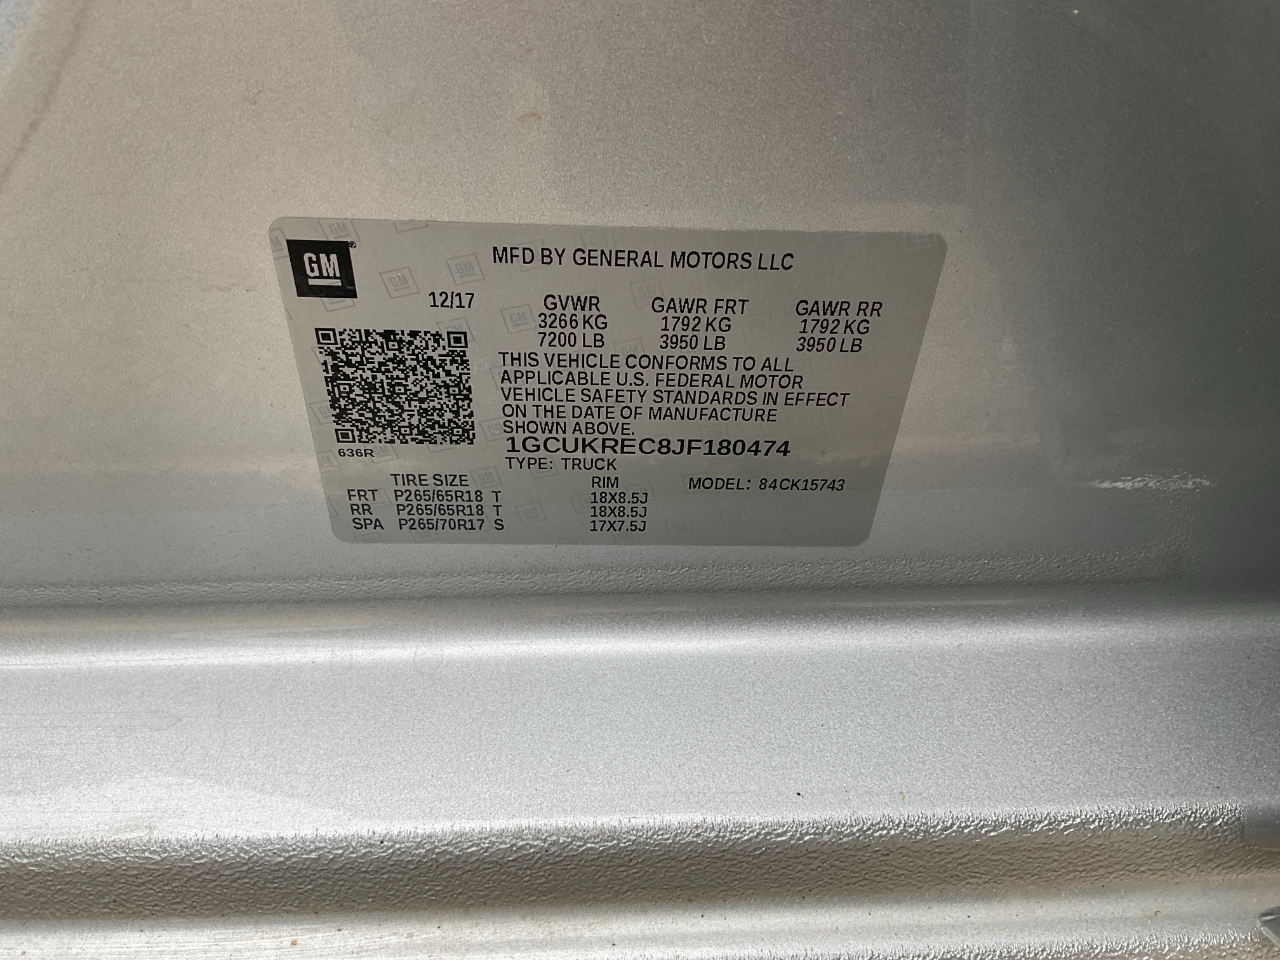 GM
MFD BY GENERAL MOTORS LLC
12/17 GVWR GAWR FRT GAWR RR
3266 KG 1792 KG 1792 KG
7200 LB 3950 LB 3950 LB
THIS VEHICLE CONFORMS TO ALL
APPLICABLE U.S. FEDERAL MOTOR
VEHICLE SAFETY STANDARDS IN EFFECT
ON THE DATE OF MANUFACTURE
SHOWN ABOVE.
1GCUKREC8JF180474
636R
TYPE: TRUCK
TIRE SIZE RIM MODEL: 84CK15743
FRT P265/65R18 T 18X8.5J
RR P265/65R18 T 18X8.5J
SPA P265/70R17 S 17X7.5J